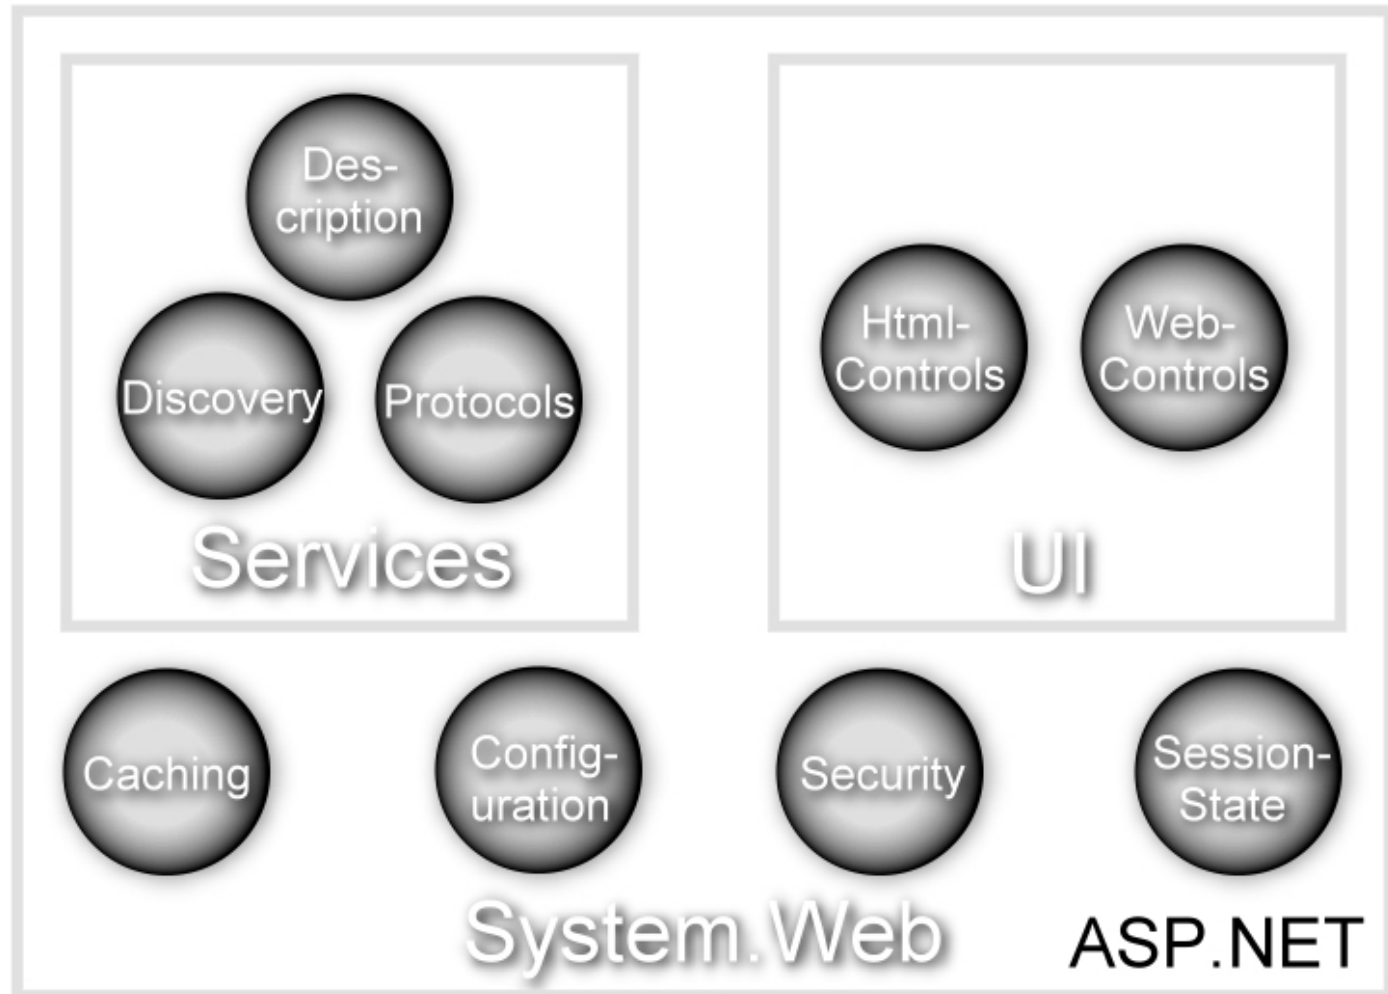 Des-
cription
Discovery
Protocols
Services
Html-
Controls
Web-
Controls
UI
Caching
Config-
uration
Security
Session-
State
System.Web
ASP.NET